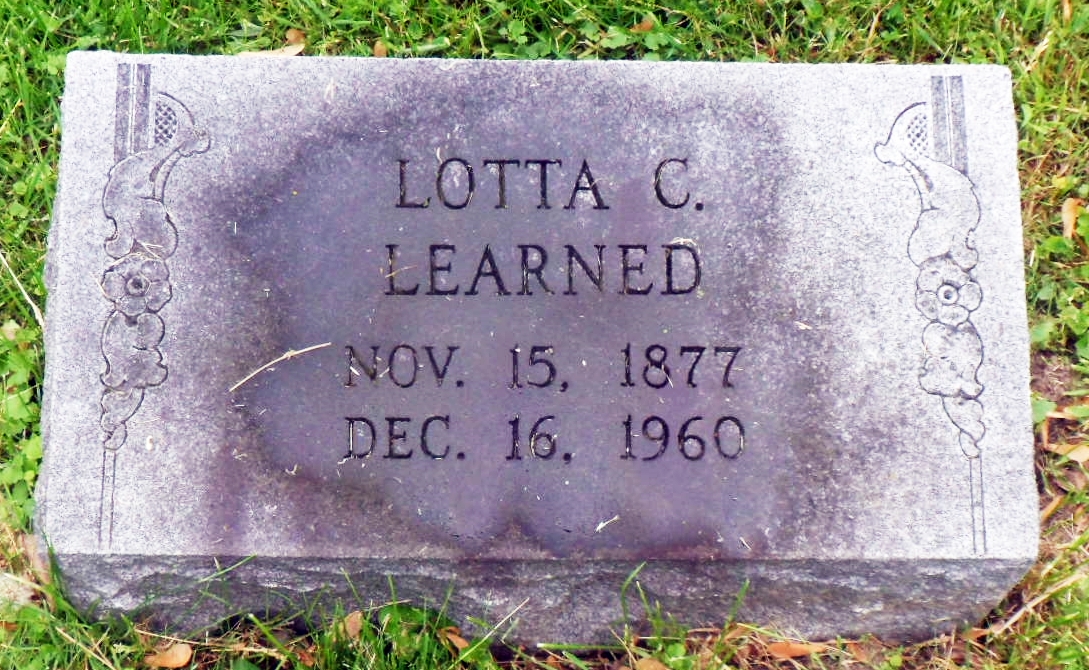 LOTTA C.
LEARNED
NOV. 15, 1877
DEC. 16, 1960